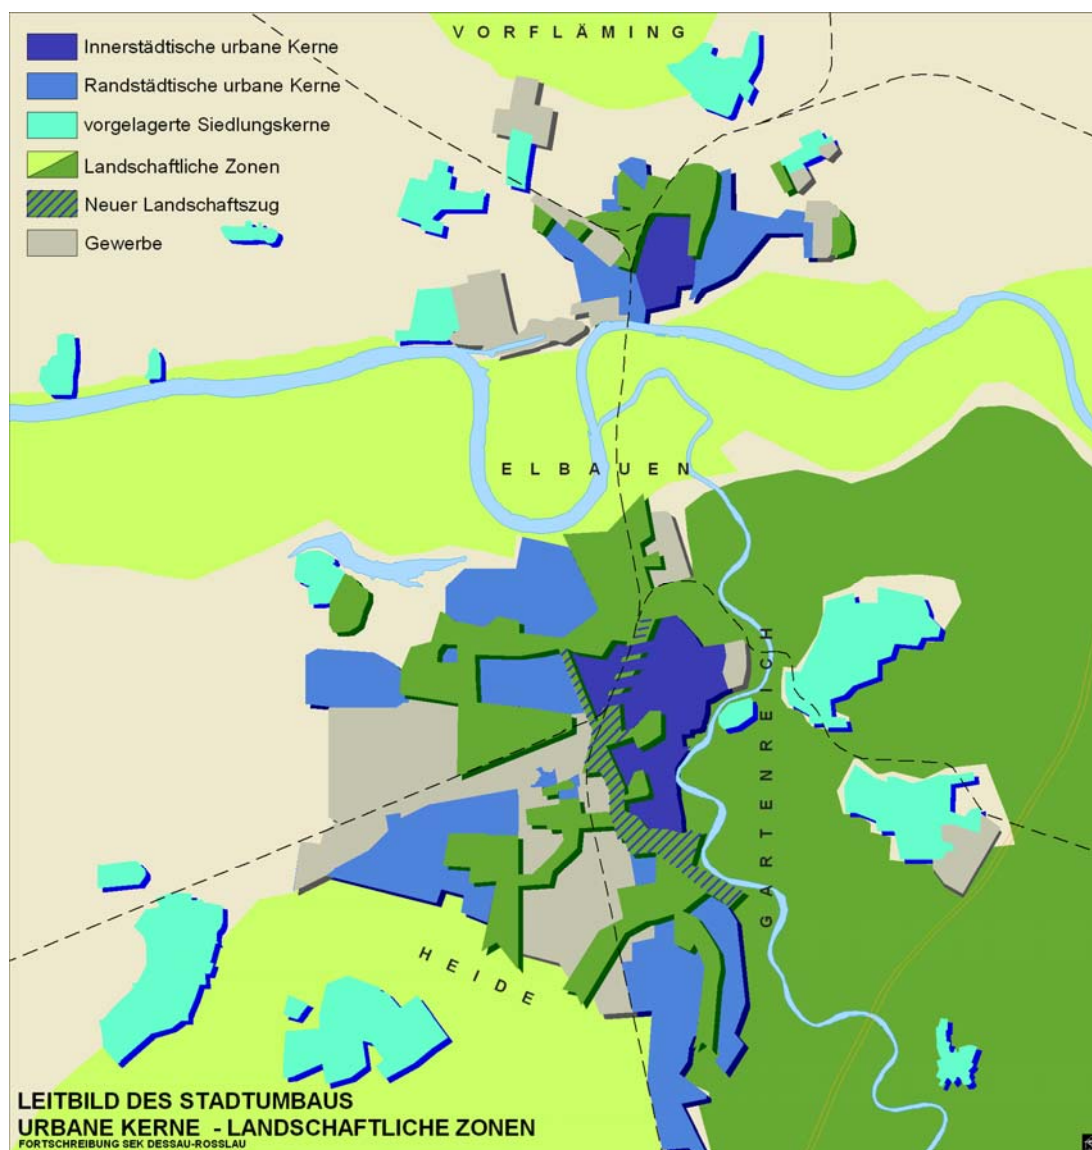 VORFLÄMING
Innerstädtische urbane Kerne
Randstädtische urbane Kerne
vorgelagerte Siedlungskerne
Landschaftliche Zonen
Neuer Landschaftszug
Gewerbe
ELBAUEN
GARTENREICH
HEIDE
LEITBILD DES STADTUMBAUS
URBANE KERNE - LANDSCHAFTLICHE ZONEN
FORTSCHREIBUNG SEK DESSAU-ROSSLAU